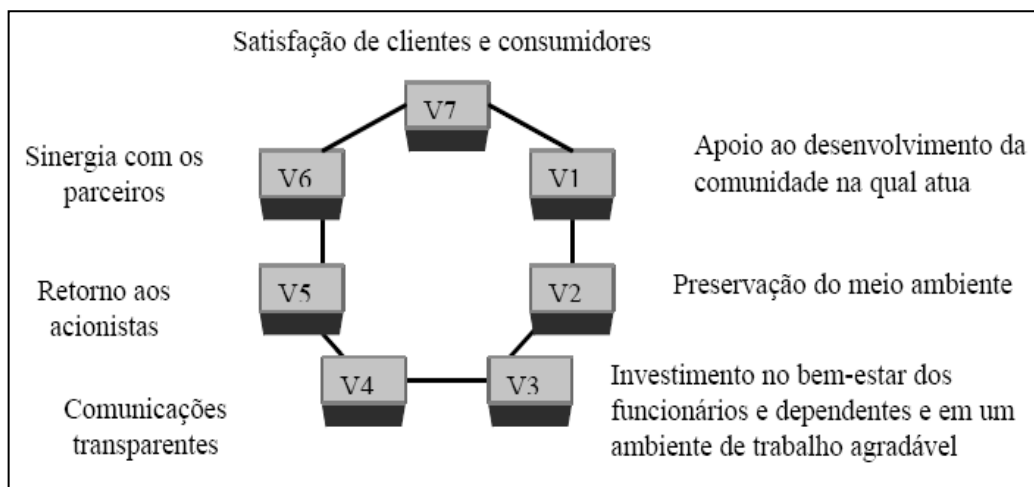 Satisfação de clientes e consumidores
V7
Sinergia com os
parceiros
V6
V1
Apoio ao desenvolvimento da
comunidade na qual atua
Retorno aos
acionistas
V5
V2
Preservação do meio ambiente
Comunicações
transparentes
V4
V3
Investimento no bem-estar dos
funcionários e dependentes e em um
ambiente de trabalho agradável